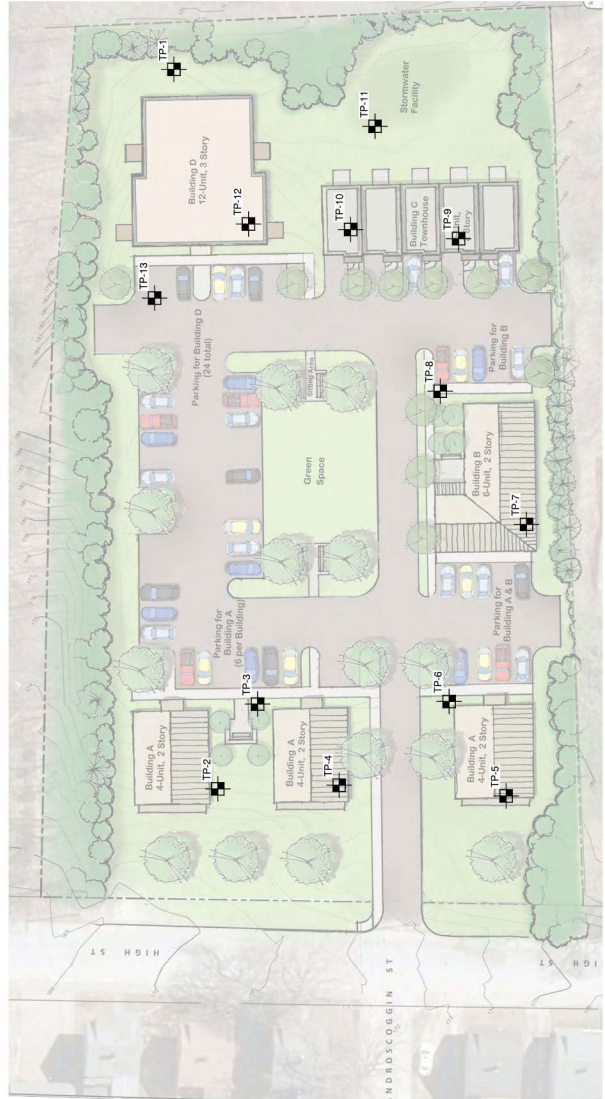 TP-1
Building D
12-Unit, 3 Story
TP-12
TP-13
TP-11
Stormwater
Facility
TP-10
Building C
Townhouse
TP-9
Unit,
Story
Parking for Building D
(24 total)
Sitting Area
Green
Space
TP-8
Parking for
Building B
Building B
6-Unit, 2 Story
TP-7
Parking for
Building A
(6 per Building)
Parking for
Building A & B
TP-3
TP-6
Building A
4-Unit, 2 Story
TP-2
Building A
4-Unit, 2 Story
TP-4
Building A
4-Unit, 2 Story
TP-5
HIGH ST
HIGH ST
NDROSCOGGIN ST
172